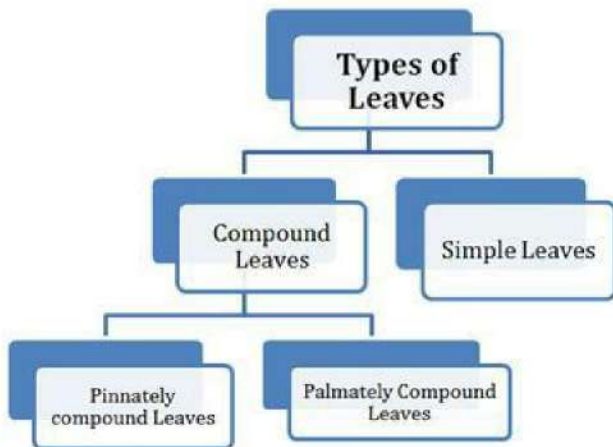 Types of
Leaves
Compound
Leaves
Simple Leaves
Pinnately
compound Leaves
Palmately Compound
Leaves